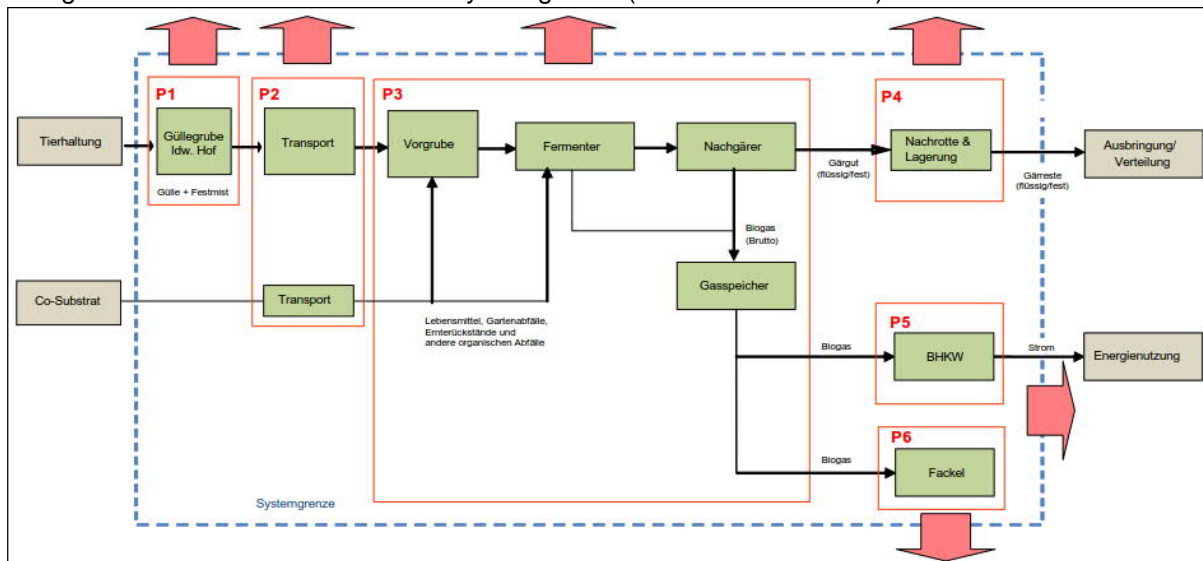 P1
P2
P3
P4
Tierhaltung
Güllegrube
ldw. Hof
Gülle + Festmist
Transport
Vorgrube
Fermenter
Nachgärer
Gärgut
(flüssig/fest)
Nachrotte &
Lagerung
Gärreste
(flüssig/fest)
Ausbringung/
Verteilung
Biogas
(Brutto)
Gasspeicher
Co-Substrat
Transport
Lebensmittel, Gartenabfälle,
Ernterückstände und
andere organischen Abfälle
P5
Biogas
BHKW
Strom
Energienutzung
P6
Biogas
Fackel
Systemgrenze